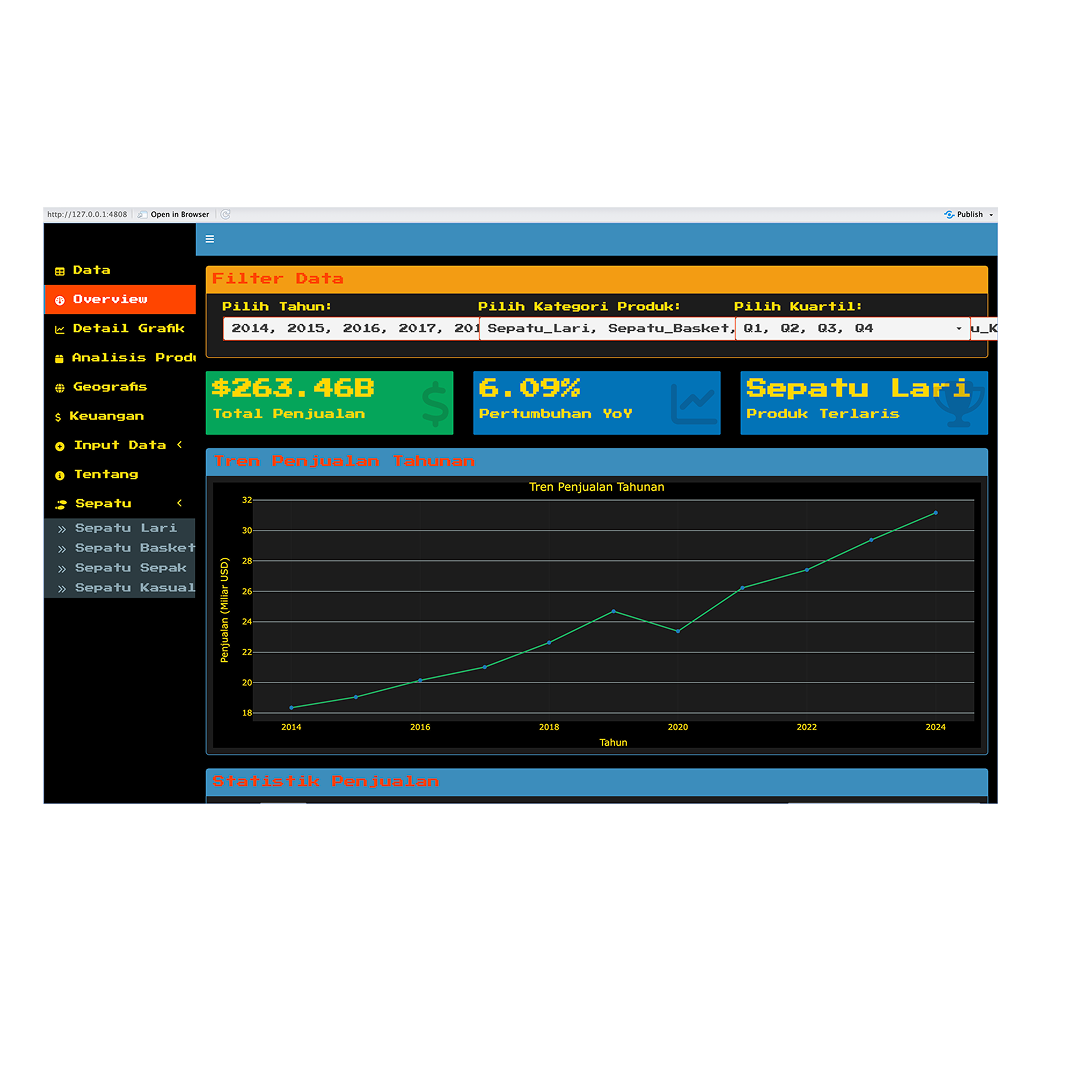 http://127.0.0.1:4808 Open in Browser Publish
Data
Overview
Detail Grafik
Analisis Produ
Geografis
Keuangan
Input Data
Tentang
Sepatu
Sepatu Lari
Sepatu Basket
Sepatu Sepak
Sepatu Kasual
Filter Data
Pilih Tahun: Pilih Kategori Produk: Pilih Kuartil:
2014, 2015, 2016, 2017, 201 Sepatu_Lari, Sepatu_Basket, Q1, Q2, Q3, Q4 u_K
$263.46B 6.09% Sepatu Lari
Total Penjualan Pertumbuhan YoY Produk Terlaris
Tren Penjualan Tahunan
Tren Penjualan Tahunan
Penjualan (Miliar USD)
32
30
28
26
24
22
20
18
2014 2016 2018 2020 2022 2024
Tahun
Statistik Penjualan